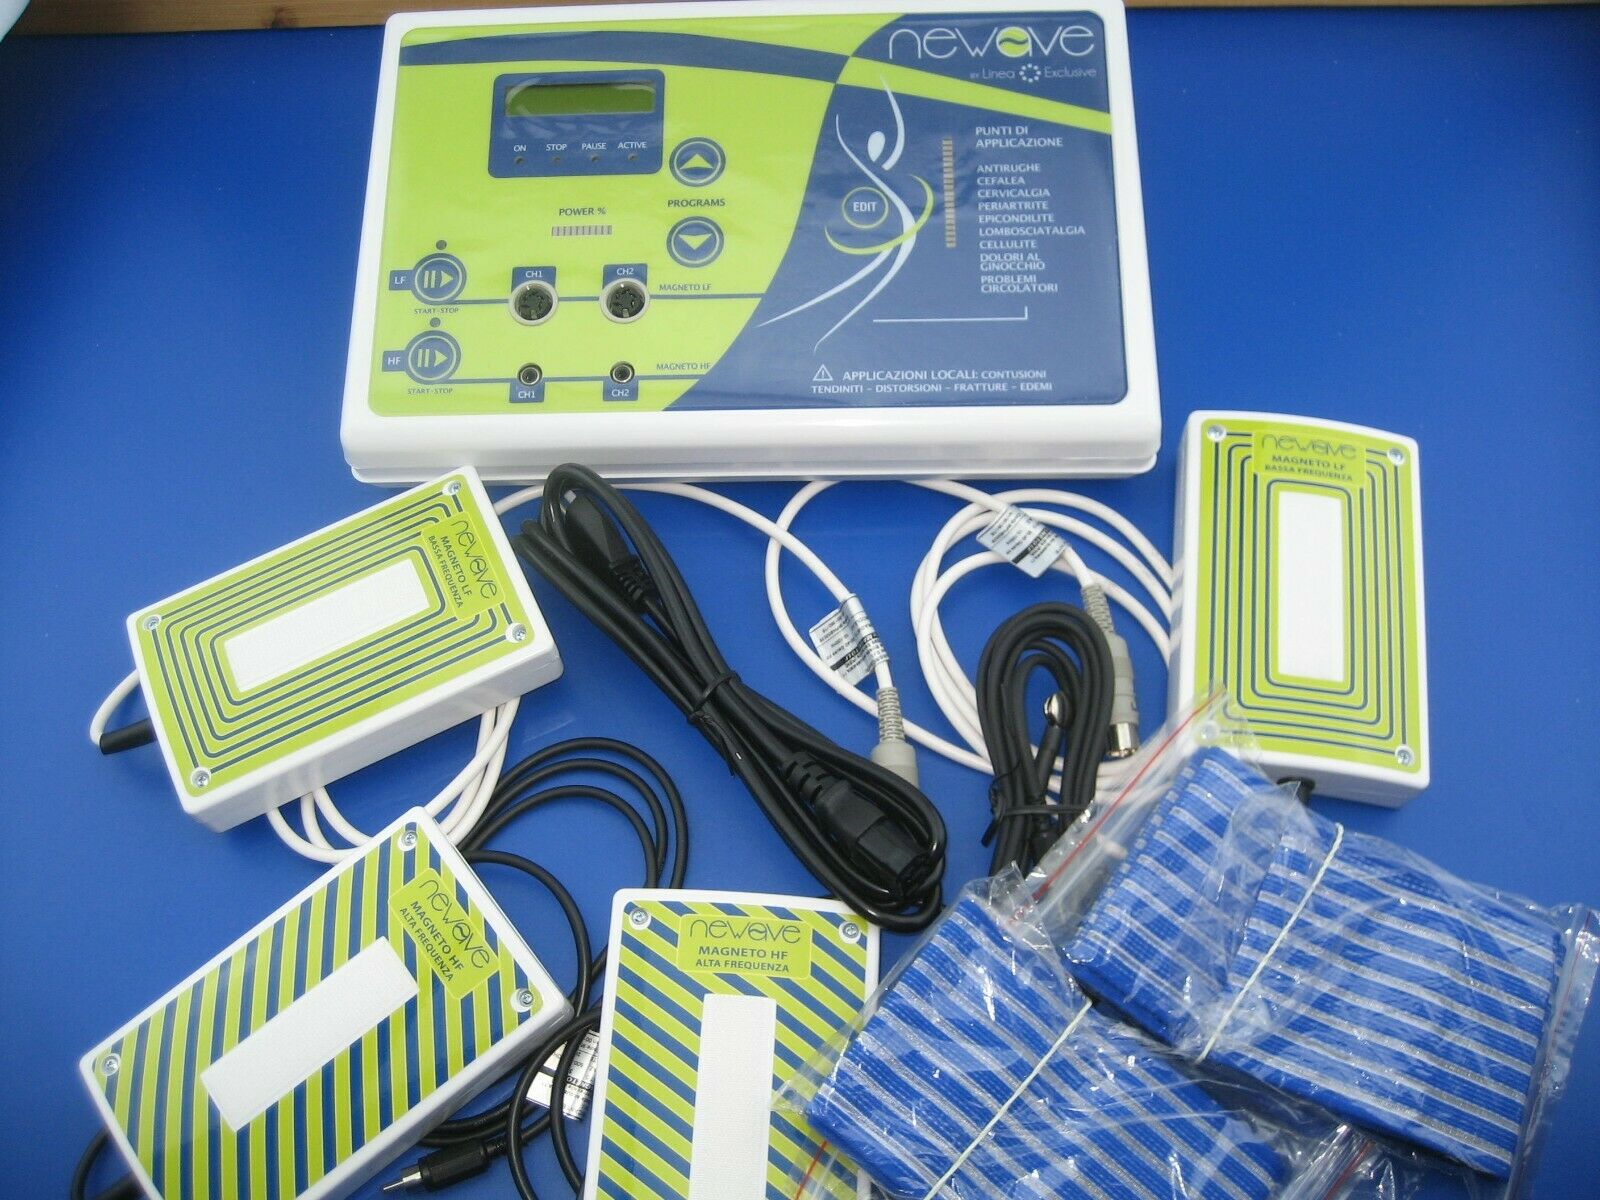 newave
BY Linea Exclusive
ON STOP PAUSE ACTIVE
POWER %
PROGRAMS
EDIT
PUNTI DI
APPLICAZIONE
ANTIRUGHE
CEFALEA
CERVICALGIA
PERIARTRITE
EPICONDILITE
LOMBOSCIATALGIA
CELLULITE
DOLORI AL
GINOCCHIO
PROBLEMI
CIRCOLATORI
LF
START-STOP
CH1
CH2
MAGNETO LF
HF
START-STOP
CH1
CH2
MAGNETO HF
APPLICAZIONI LOCALI: CONTUSIONI
TENDINITI - DISTORSIONI - FRATTURE - EDEMI
newave
MAGNETO LF
BASSA FREQUENZA
newave
MAGNETO LF
BASSA FREQUENZA
newave
MAGNETO HF
ALTA FREQUENZA
newave
MAGNETO HF
ALTA FREQUENZA